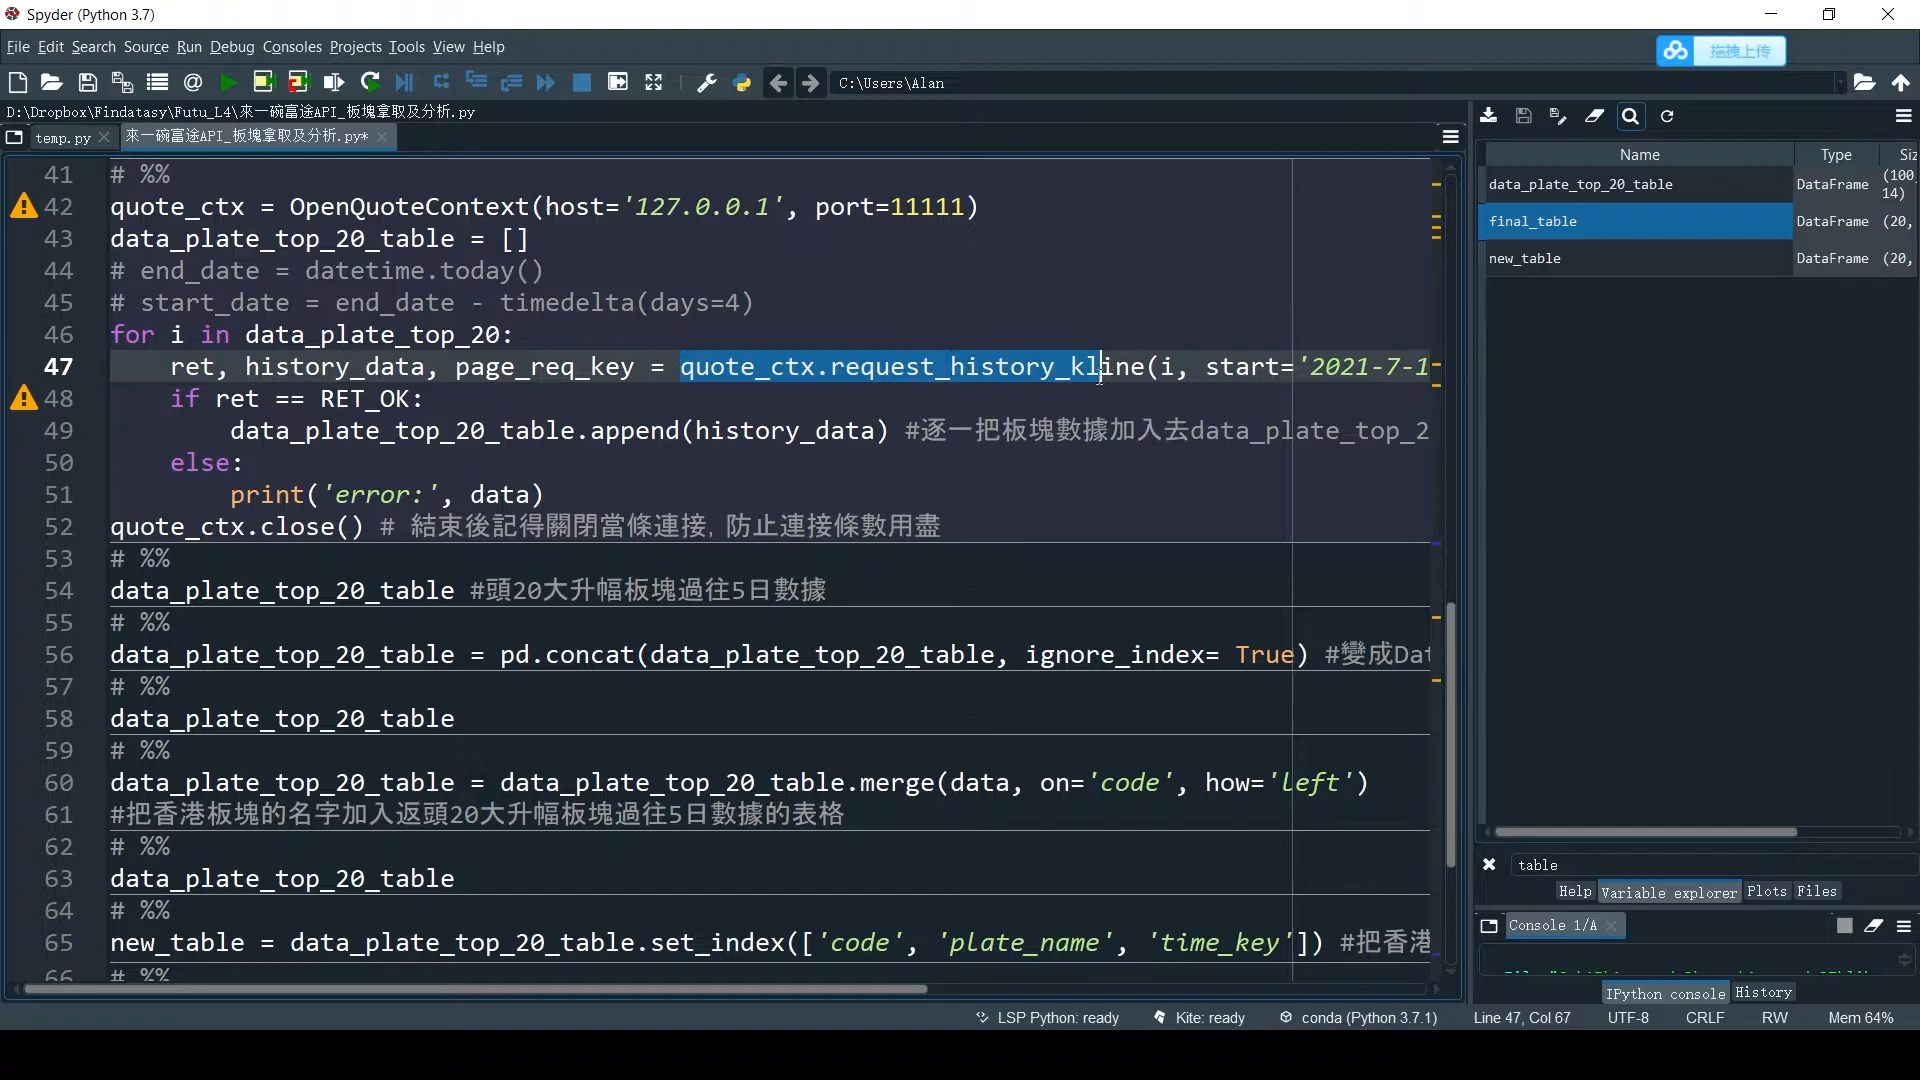 Spyder (Python 3.7)
File Edit Search Source Run Debug Consoles Projects Tools View Help
拖拽上传
C:\Users\Alan
D:\Dropbox\Findatasy\Futu_L4\來一碗富途API_板塊拿取及分析.py
temp.py
來一碗富途API_板塊拿取及分析.py*
41 # %%
42 quote_ctx = OpenQuoteContext(host='127.0.0.1', port=11111)
43 data_plate_top_20_table = []
44 # end_date = datetime.today()
45 # start_date = end_date - timedelta(days=4)
46 for i in data_plate_top_20:
47 ret, history_data, page_req_key = quote_ctx.request_history_kline(i, start='2021-7-1
48 if ret == RET_OK:
49 data_plate_top_20_table.append(history_data) #逐一把板塊數據加入去data_plate_top_2
50 else:
51 print('error:', data)
52 quote_ctx.close() # 結束後記得關閉當條連接, 防止連接條數用盡
53 # %%
54 data_plate_top_20_table #頭20大升幅板塊過往5日數據
55 # %%
56 data_plate_top_20_table = pd.concat(data_plate_top_20_table, ignore_index= True) #變成Dat
57 # %%
58 data_plate_top_20_table
59 # %%
60 data_plate_top_20_table = data_plate_top_20_table.merge(data, on='code', how='left')
61 #把香港板塊的名字加入返頭20大升幅板塊過往5日數據的表格
62 # %%
63 data_plate_top_20_table
64 # %%
65 new_table = data_plate_top_20_table.set_index(['code', 'plate_name', 'time_key']) #把香港
66 # %%
Name Type Siz
data_plate_top_20_table DataFrame (100, 14)
final_table DataFrame (20,
new_table DataFrame (20,
table
Help Variable explorer Plots Files
Console 1/A
IPython console History
LSP Python: ready Kite: ready conda (Python 3.7.1) Line 47, Col 67 UTF-8 CRLF RW Mem 64%